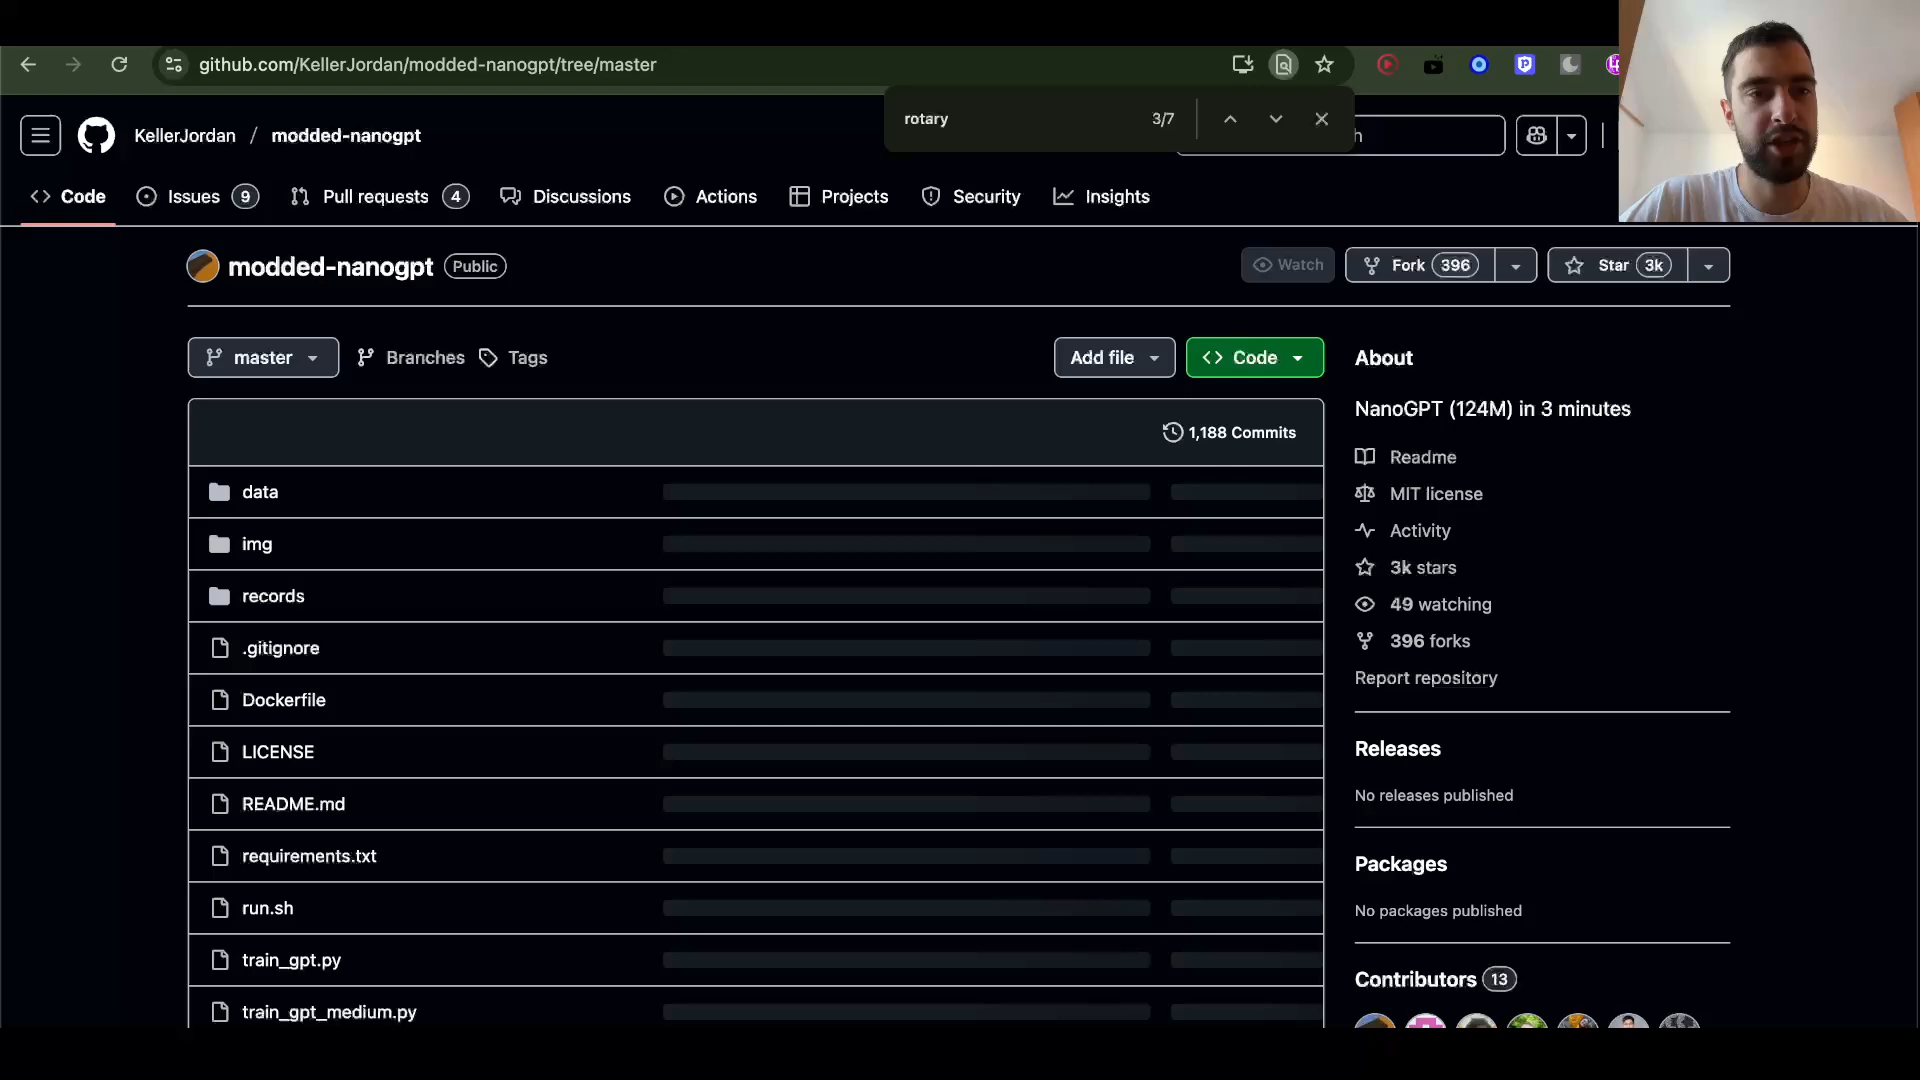 github.com/KellerJordan/modded-nanogpt/tree/master
rotary 3/7
KellerJordan / modded-nanogpt
Code Issues 9 Pull requests 4 Discussions Actions Projects Security Insights
modded-nanogpt Public
Watch Fork 396 Star 3k
master Branches Tags Add file Code
1,188 Commits
data
img
records
.gitignore
Dockerfile
LICENSE
README.md
requirements.txt
run.sh
train_gpt.py
train_gpt_medium.py
About
NanoGPT (124M) in 3 minutes
Readme
MIT license
Activity
3k stars
49 watching
396 forks
Report repository
Releases
No releases published
Packages
No packages published
Contributors 13